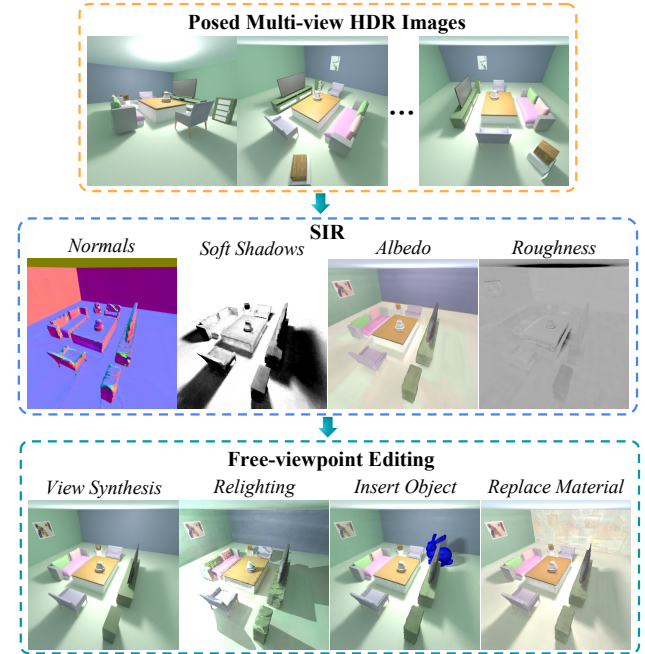 Posed Multi-view HDR Images
...
SIR
Normals Soft Shadows Albedo Roughness
Free-viewpoint Editing
View Synthesis Relighting Insert Object Replace Material